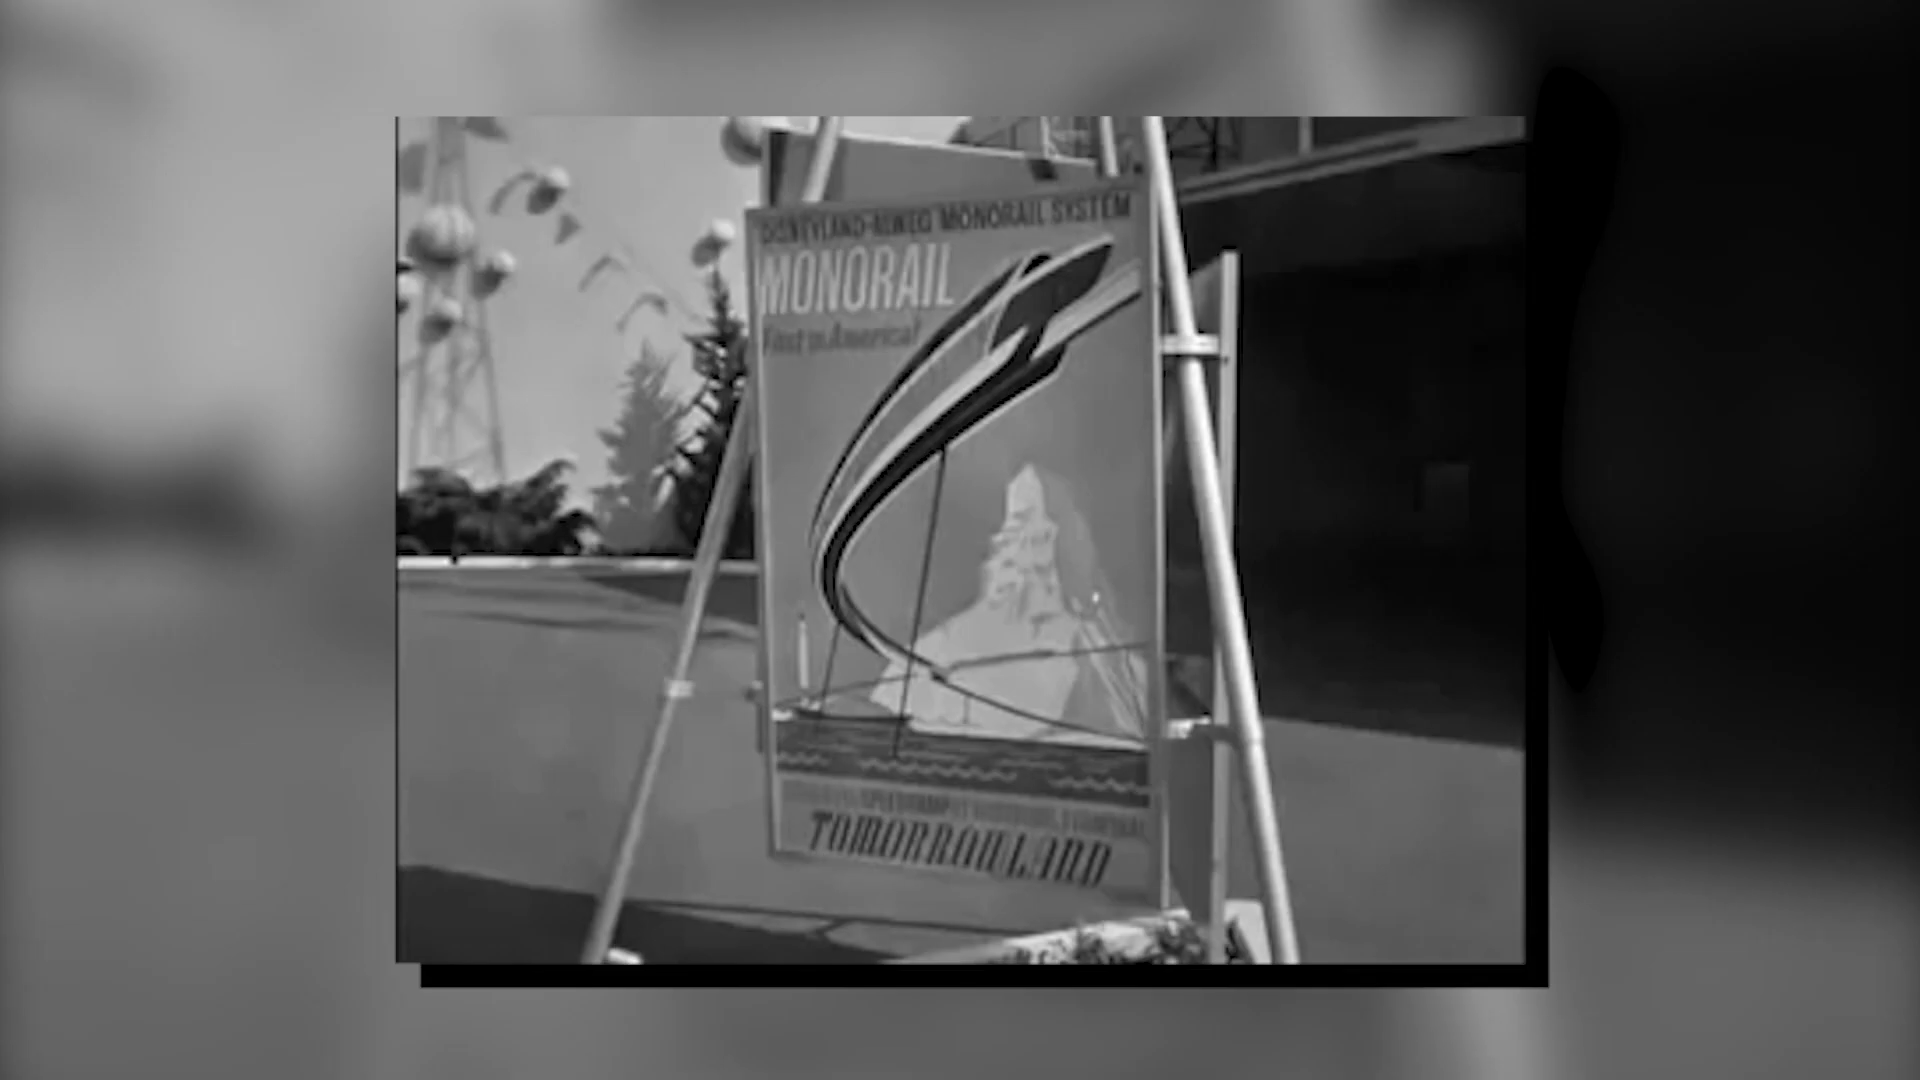 DISNEYLAND-ALWEG MONORAIL SYSTEM
MONORAIL
First in America!
TOMORROWLAND